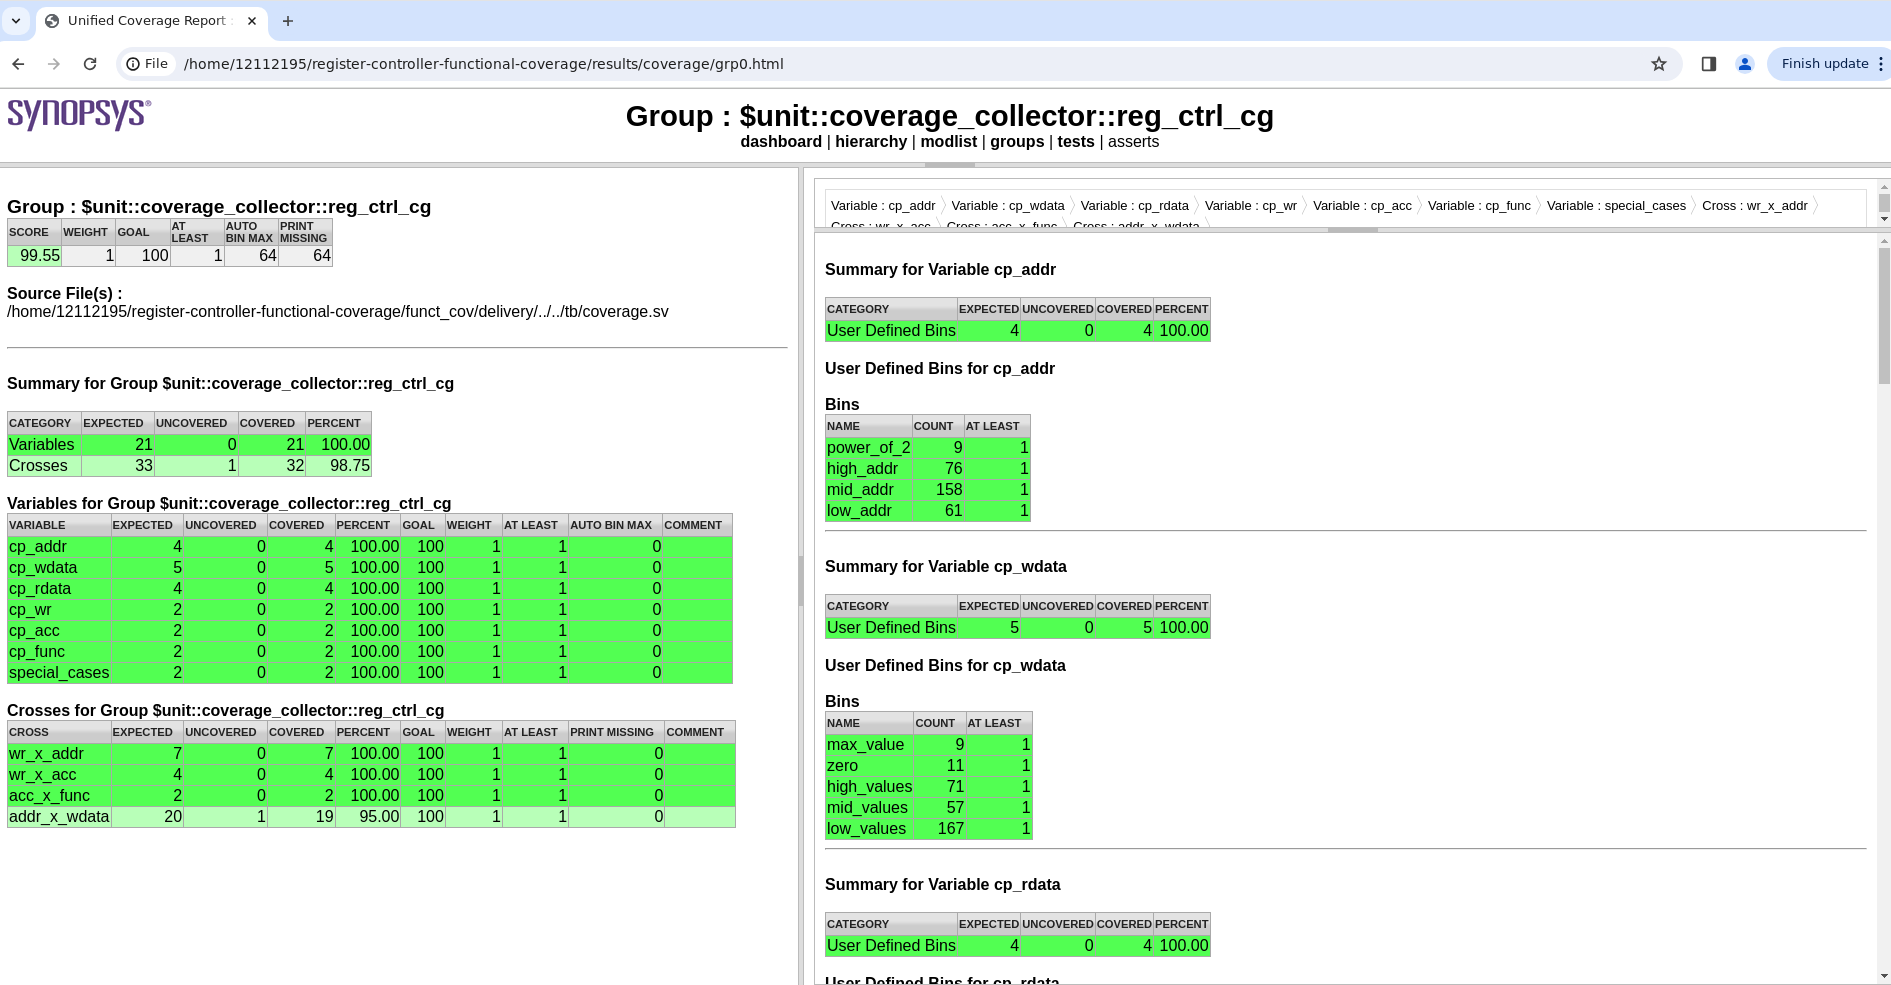 Unified Coverage Report :
File
/home/12112195/register-controller-functional-coverage/results/coverage/grp0.html
Finish update
SYNOPSYS®
Group : $unit::coverage_collector::reg_ctrl_cg
dashboard | hierarchy | modlist | groups | tests | asserts
Group : $unit::coverage_collector::reg_ctrl_cg
SCORE WEIGHT GOAL AT LEAST AUTO BIN MAX PRINT MISSING
99.55 1 100 1 64 64
Source File(s) :
/home/12112195/register-controller-functional-coverage/funct_cov/delivery/../../tb/coverage.sv
Summary for Group $unit::coverage_collector::reg_ctrl_cg
CATEGORY EXPECTED UNCOVERED COVERED PERCENT
Variables 21 0 21 100.00
Crosses 33 1 32 98.75
Variables for Group $unit::coverage_collector::reg_ctrl_cg
VARIABLE EXPECTED UNCOVERED COVERED PERCENT GOAL WEIGHT AT LEAST AUTO BIN MAX COMMENT
cp_addr 4 0 4 100.00 100 1 1 0
cp_wdata 5 0 5 100.00 100 1 1 0
cp_rdata 4 0 4 100.00 100 1 1 0
cp_wr 2 0 2 100.00 100 1 1 0
cp_acc 2 0 2 100.00 100 1 1 0
cp_func 2 0 2 100.00 100 1 1 0
special_cases 2 0 2 100.00 100 1 1 0
Crosses for Group $unit::coverage_collector::reg_ctrl_cg
CROSS EXPECTED UNCOVERED COVERED PERCENT GOAL WEIGHT AT LEAST PRINT MISSING COMMENT
wr_x_addr 7 0 7 100.00 100 1 1 0
wr_x_acc 4 0 4 100.00 100 1 1 0
acc_x_func 2 0 2 100.00 100 1 1 0
addr_x_wdata 20 1 19 95.00 100 1 1 0
Variable : cp_addr Variable : cp_wdata Variable : cp_rdata Variable : cp_wr Variable : cp_acc Variable : cp_func Variable : special_cases Cross : wr_x_addr
Cross : wr_x_acc Cross : acc_x_func Cross : addr_x_wdata
Summary for Variable cp_addr
CATEGORY EXPECTED UNCOVERED COVERED PERCENT
User Defined Bins 4 0 4 100.00
User Defined Bins for cp_addr
Bins
NAME COUNT AT LEAST
power_of_2 9 1
high_addr 76 1
mid_addr 158 1
low_addr 61 1
Summary for Variable cp_wdata
CATEGORY EXPECTED UNCOVERED COVERED PERCENT
User Defined Bins 5 0 5 100.00
User Defined Bins for cp_wdata
Bins
NAME COUNT AT LEAST
max_value 9 1
zero 11 1
high_values 71 1
mid_values 57 1
low_values 167 1
Summary for Variable cp_rdata
CATEGORY EXPECTED UNCOVERED COVERED PERCENT
User Defined Bins 4 0 4 100.00
User Defined Bins for cp_rdata